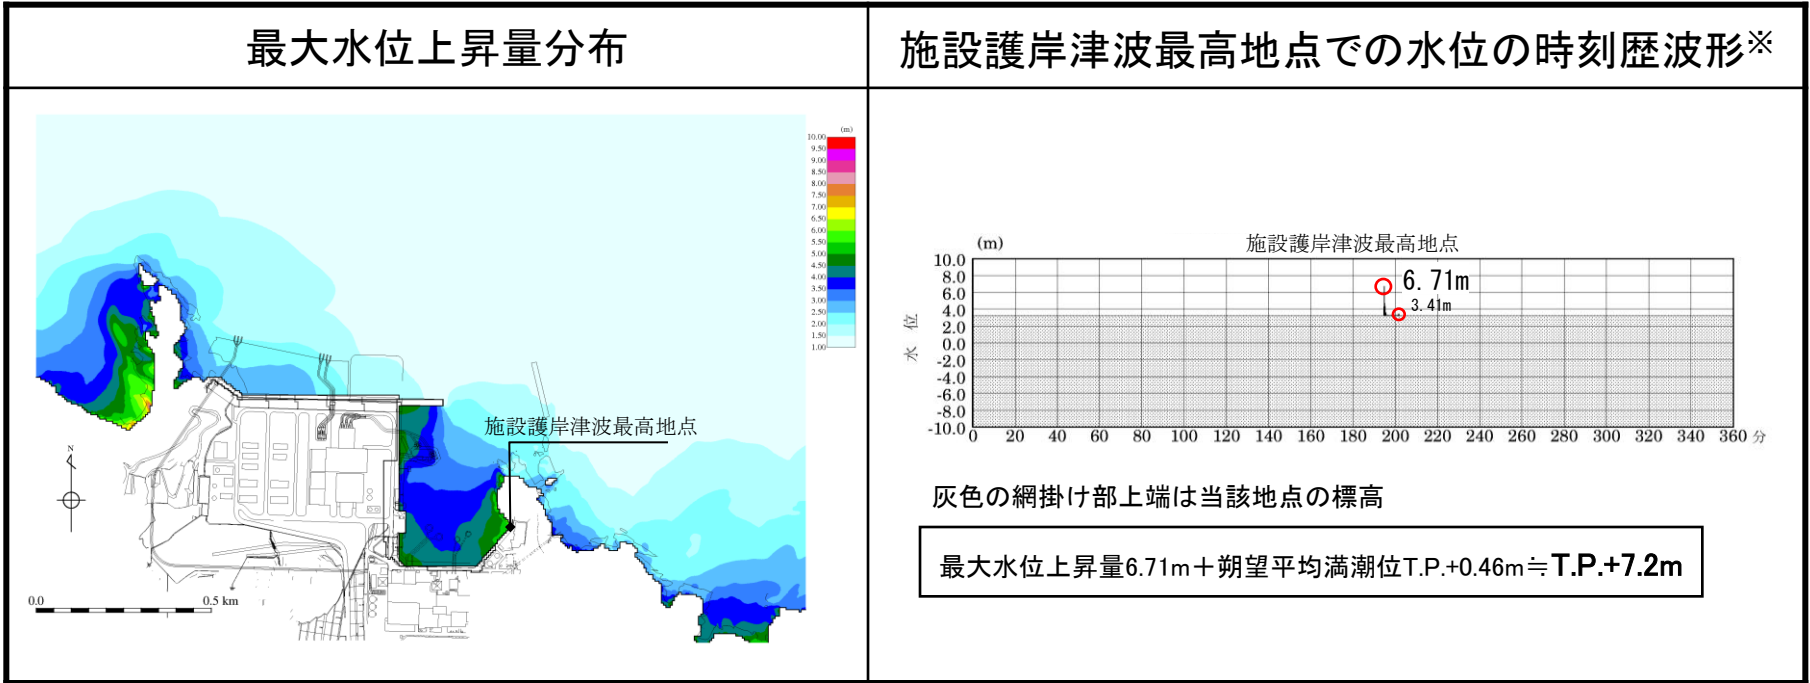 最大水位上昇量分布
施設護岸津波最高地点での水位の時刻歴波形※
(m)
10.00
9.50
9.00
8.50
8.00
7.50
7.00
6.50
6.00
5.50
5.00
4.50
4.00
3.50
3.00
2.50
2.00
1.50
1.00
施設護岸津波最高地点
N
0.0
0.5 km
(m)
施設護岸津波最高地点
10.0
8.0
6.0
4.0
2.0
0.0
-2.0
-4.0
-6.0
-8.0
-10.0
水位
6.71m
3.41m
0 20 40 60 80 100 120 140 160 180 200 220 240 260 280 300 320 340 360 分
灰色の網掛け部上端は当該地点の標高
最大水位上昇量6.71m＋朔望平均満潮位T.P.+0.46m≒T.P.+7.2m